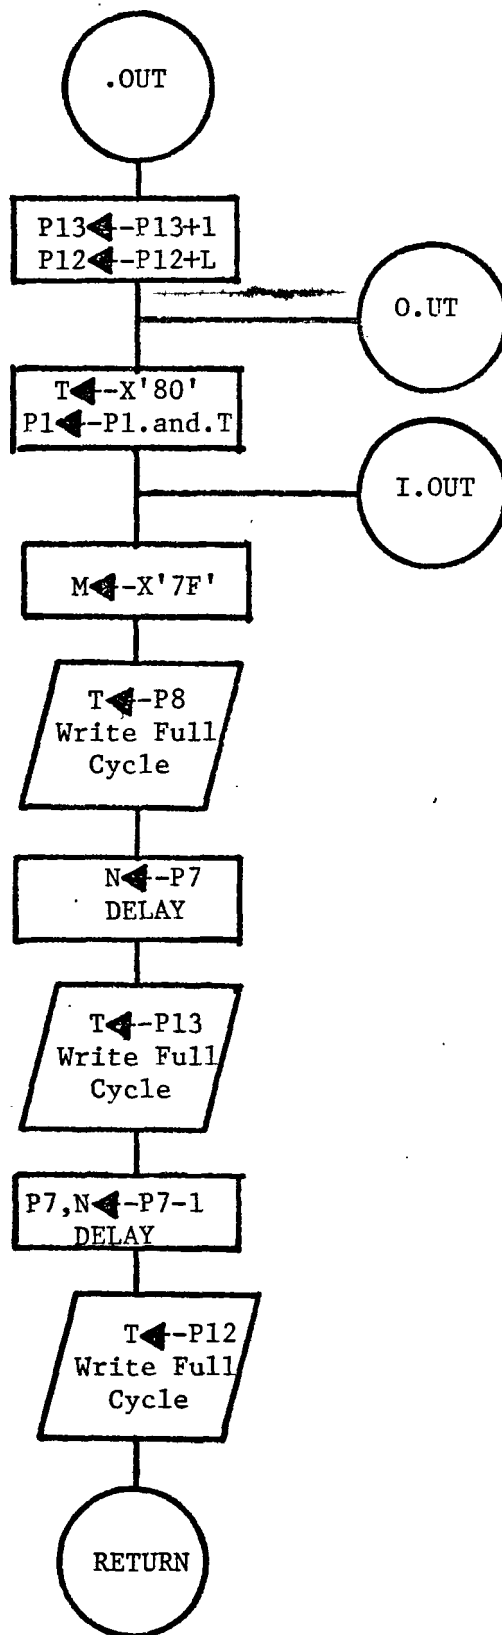 .OUT
P13◄-P13+1
P12◄-P12+L
O.UT
T◄-X'80'
P1◄-P1.and.T
I.OUT
M◄-X'7F'
T◄-P8
Write Full
Cycle
N◄-P7
DELAY
T◄-P13
Write Full
Cycle
P7,N◄-P7-1
DELAY
T◄-P12
Write Full
Cycle
RETURN